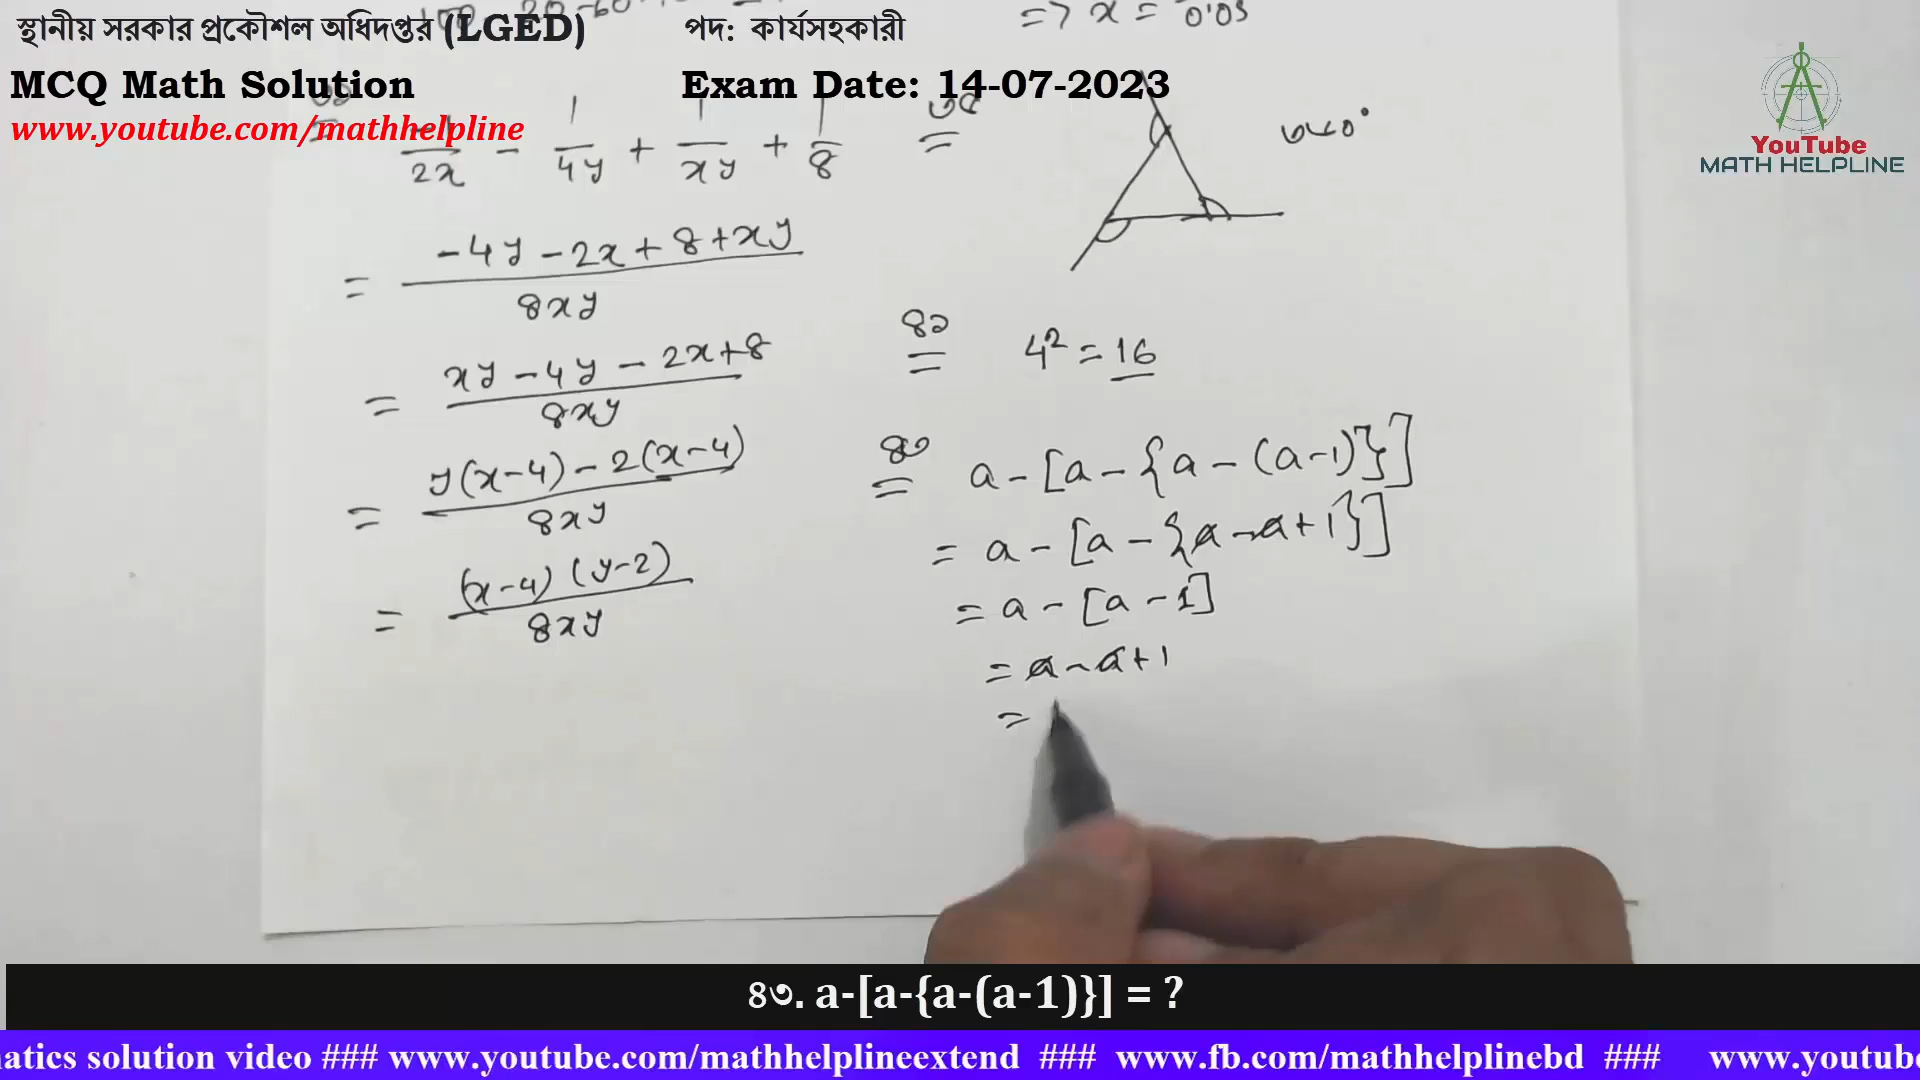 স্থানীয় সরকার প্রকৌশল অধিদপ্তর (LGED)
পদ: কার্যসহকারী
=> x = 0.05
MCQ Math Solution
Exam Date: 14-07-2023
www.youtube.com/mathhelpline
YouTube
MATH HELPLINE
2x - 1/4y + 1/xy + 1/8
= (-4y - 2x + 8 + xy)/8xy
= (xy - 4y - 2x + 8)/8xy
= (y(x-4) - 2(x-4))/8xy
= ((x-4)(y-2))/8xy
৩৫
৩৬০°
৪১ 4² = 16
৪৩ a - [a - {a - (a-1)}]
= a - [a - {a - a + 1}]
= a - [a - 1]
= a - a + 1
=
৪৩. a-[a-{a-(a-1)}] = ?
atics solution video ### www.youtube.com/mathhelplineextend ### www.fb.com/mathhelplinebd ### www.youtub